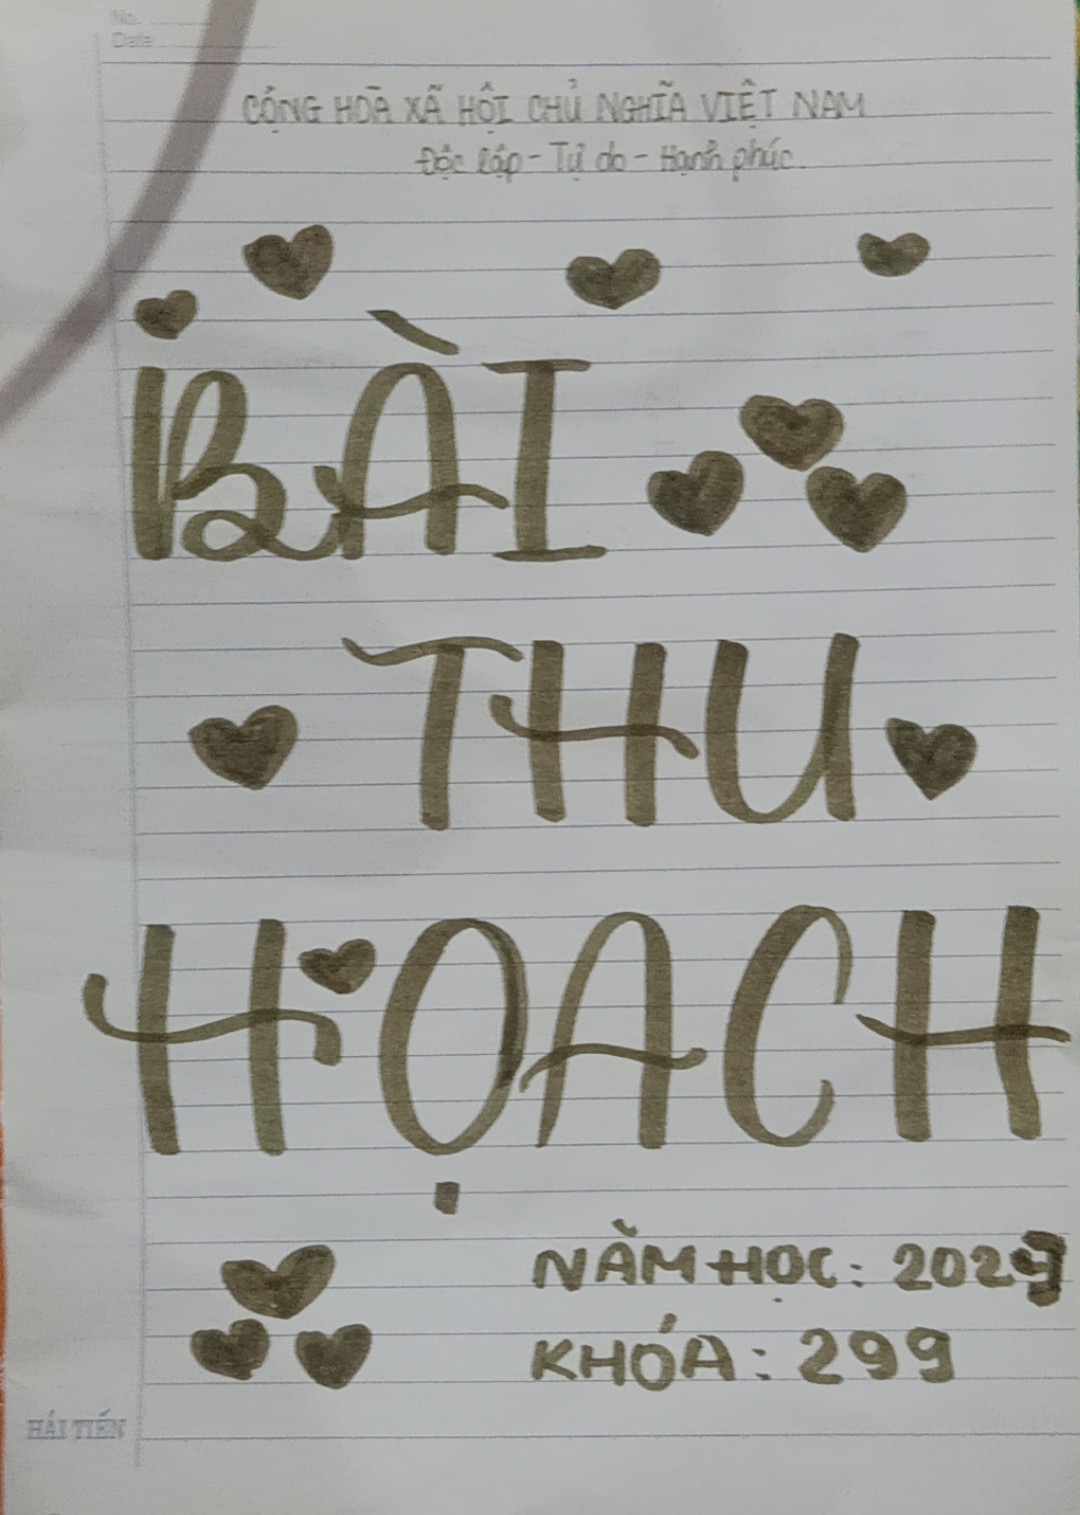 No.
Date
CỘNG HÒA XÃ HỘI CHỦ NGHĨA VIỆT NAM
Độc lập - Tự do - Hạnh phúc
BÀI
THU
HOẠCH
NĂM HỌC:
KHÓA: 299
HẢI TIẾN